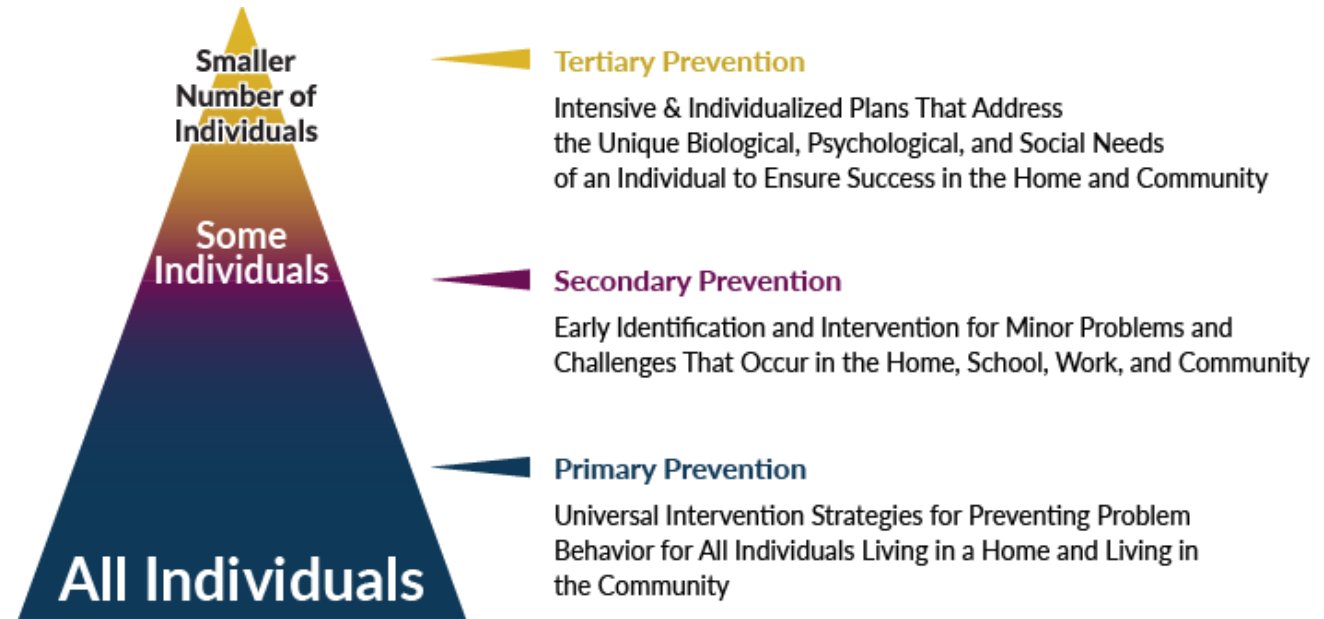 Smaller
Number of
Individuals
Tertiary Prevention
Intensive & Individualized Plans That Address
the Unique Biological, Psychological, and Social Needs
of an Individual to Ensure Success in the Home and Community
Some
Individuals
Secondary Prevention
Early Identification and Intervention for Minor Problems and
Challenges That Occur in the Home, School, Work, and Community
Primary Prevention
Universal Intervention Strategies for Preventing Problem
Behavior for All Individuals Living in a Home and Living in
the Community
All Individuals